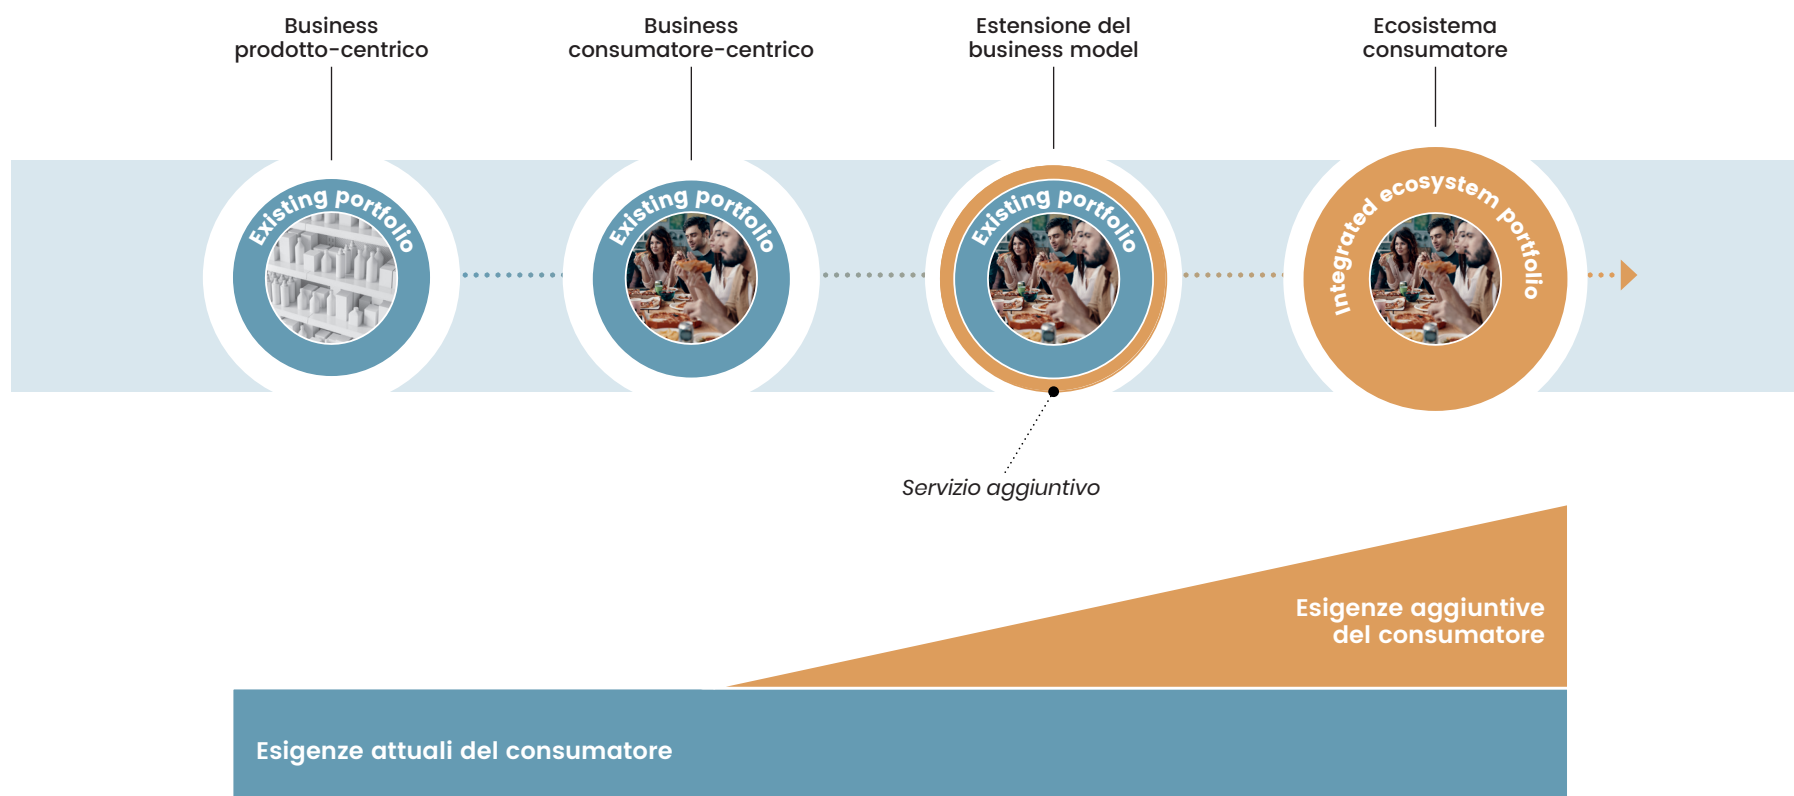 Business
prodotto-centrico
Business
consumatore-centrico
Estensione del
business model
Ecosistema
consumatore
Existing portfolio
Existing portfolio
Existing portfolio
Integrated ecosystem portfolio
Servizio aggiuntivo
Esigenze aggiuntive
del consumatore
Esigenze attuali del consumatore